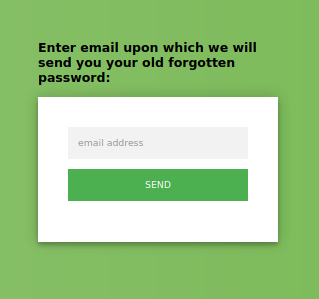 Enter email upon which we will
send you your old forgotten
password:
email address
SEND